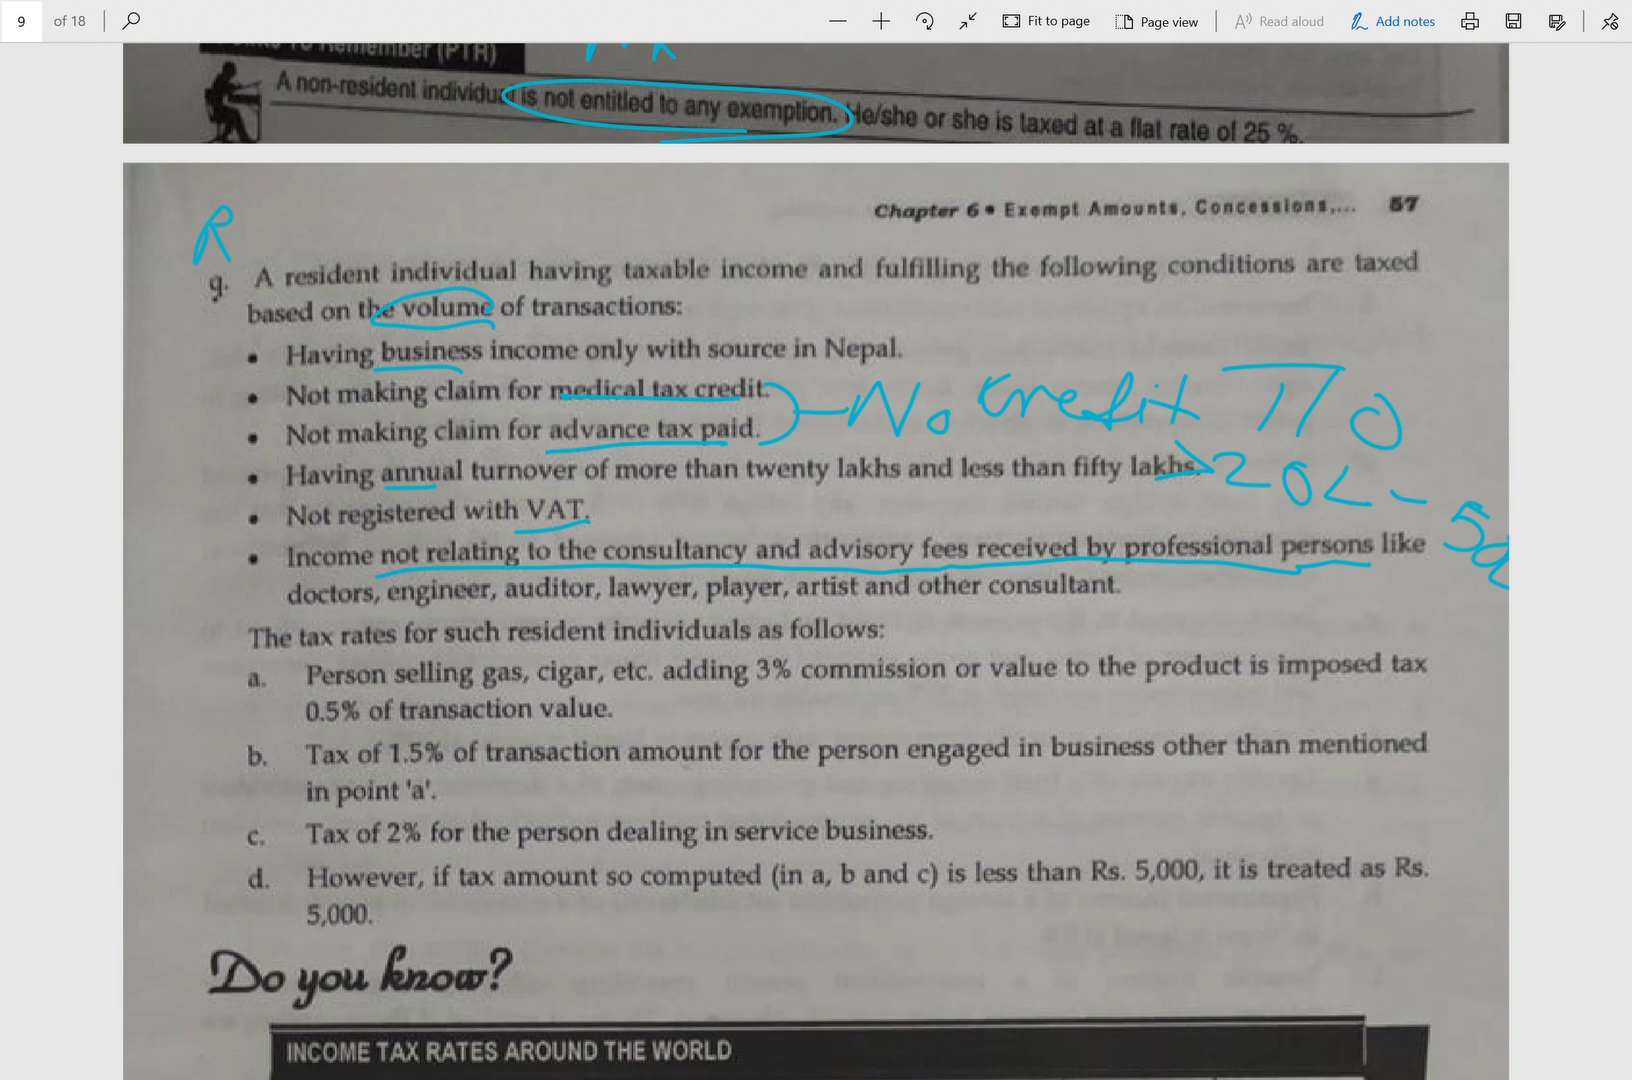 9 of 18 Fit to page Page view Read aloud Add notes
To Remember (PTR)
A non-resident individual is not entitled to any exemption. He/she or she is taxed at a flat rate of 25 %.
Chapter 6 • Exempt Amounts, Concessions,... 57
R
g. A resident individual having taxable income and fulfilling the following conditions are taxed
based on the volume of transactions:
• Having business income only with source in Nepal.
• Not making claim for medical tax credit.
• Not making claim for advance tax paid.
No credit
• Having annual turnover of more than twenty lakhs and less than fifty lakhs.
• Not registered with VAT.
• Income not relating to the consultancy and advisory fees received by professional persons like
doctors, engineer, auditor, lawyer, player, artist and other consultant.
The tax rates for such resident individuals as follows:
a. Person selling gas, cigar, etc. adding 3% commission or value to the product is imposed tax
0.5% of transaction value.
b. Tax of 1.5% of transaction amount for the person engaged in business other than mentioned
in point 'a'.
c. Tax of 2% for the person dealing in service business.
d. However, if tax amount so computed (in a, b and c) is less than Rs. 5,000, it is treated as Rs.
5,000.
Do you know?
INCOME TAX RATES AROUND THE WORLD